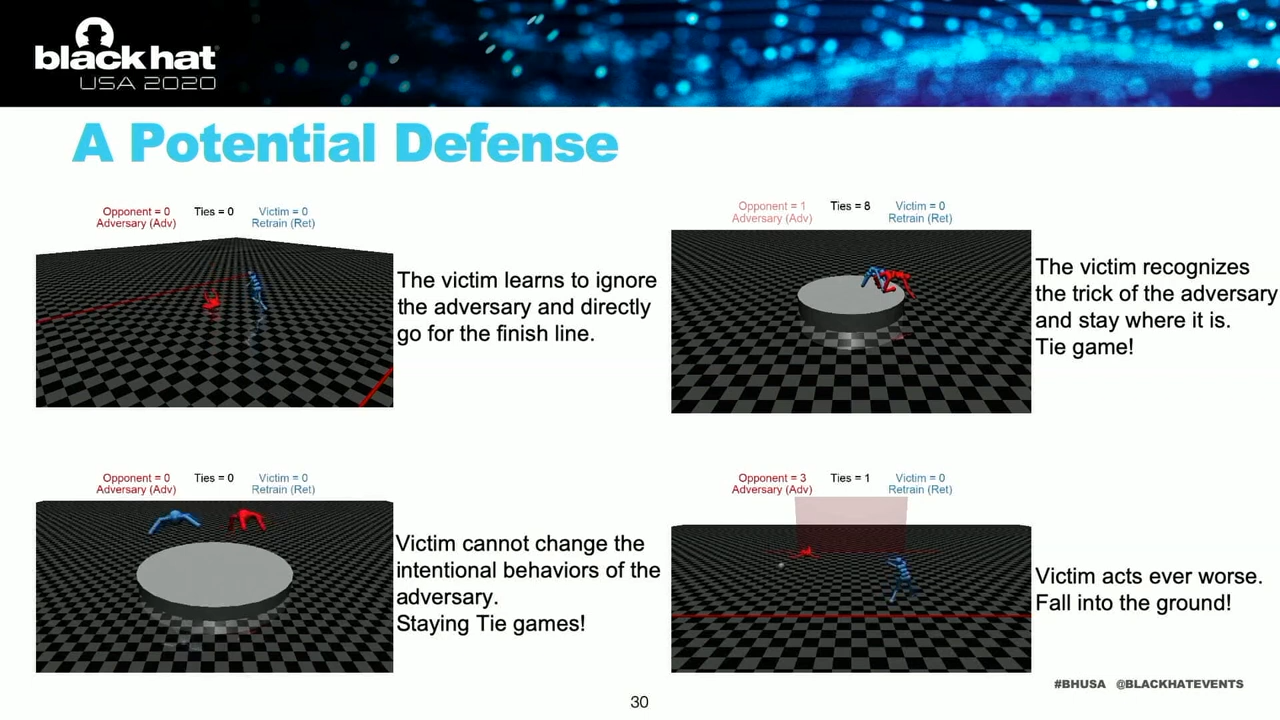 black hat
USA 2020
A Potential Defense
Opponent = 0 Ties = 0 Victim = 0
Adversary (Adv) Retrain (Ret)
The victim learns to ignore
the adversary and directly
go for the finish line.
Opponent = 1 Ties = 8 Victim = 0
Adversary (Adv) Retrain (Ret)
The victim recognizes
the trick of the adversary
and stay where it is.
Tie game!
Opponent = 0 Ties = 0 Victim = 0
Adversary (Adv) Retrain (Ret)
Victim cannot change the
intentional behaviors of the
adversary.
Staying Tie games!
Opponent = 3 Ties = 1 Victim = 0
Adversary (Adv) Retrain (Ret)
Victim acts ever worse.
Fall into the ground!
#BHUSA @BLACKHATEVENTS
30